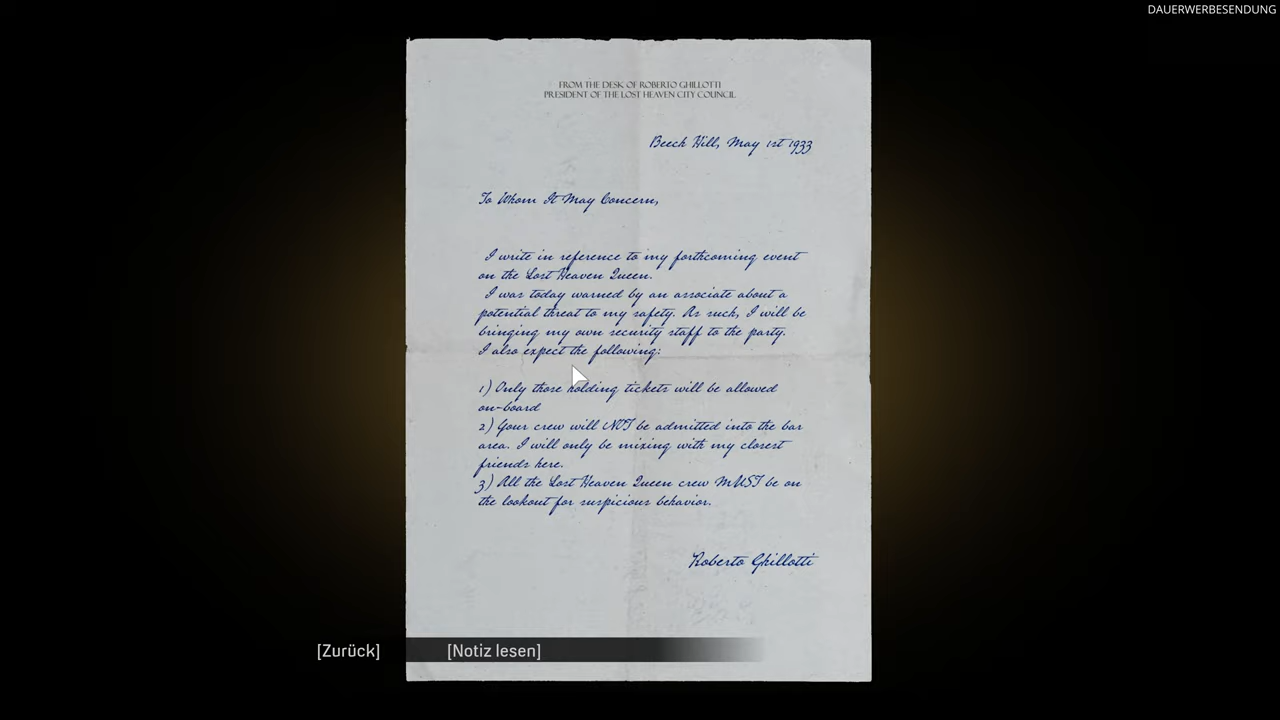 DAUERWERBESENDUNG
FROM THE DESK OF ROBERTO GHILLOTTI
PRESIDENT OF THE LOST HEAVEN CITY COUNCIL
Beech Hill, May 1st 1933
To Whom It May Concern,
I write in reference to my forthcoming event
on the Lost Heaven Queen.
I was today warned by an associate about a
potential threat to my safety. As such, I will be
bringing my own security staff to the party.
I also expect the following:
1) Only those holding tickets will be allowed
on-board
2) Your crew will NOT be admitted into the bar
area. I will only be mixing with my closest
friends here.
3) All the Lost Heaven Queen crew MUST be on
the lookout for suspicious behavior.
Roberto Ghillotti
[Zurück] [Notiz lesen]